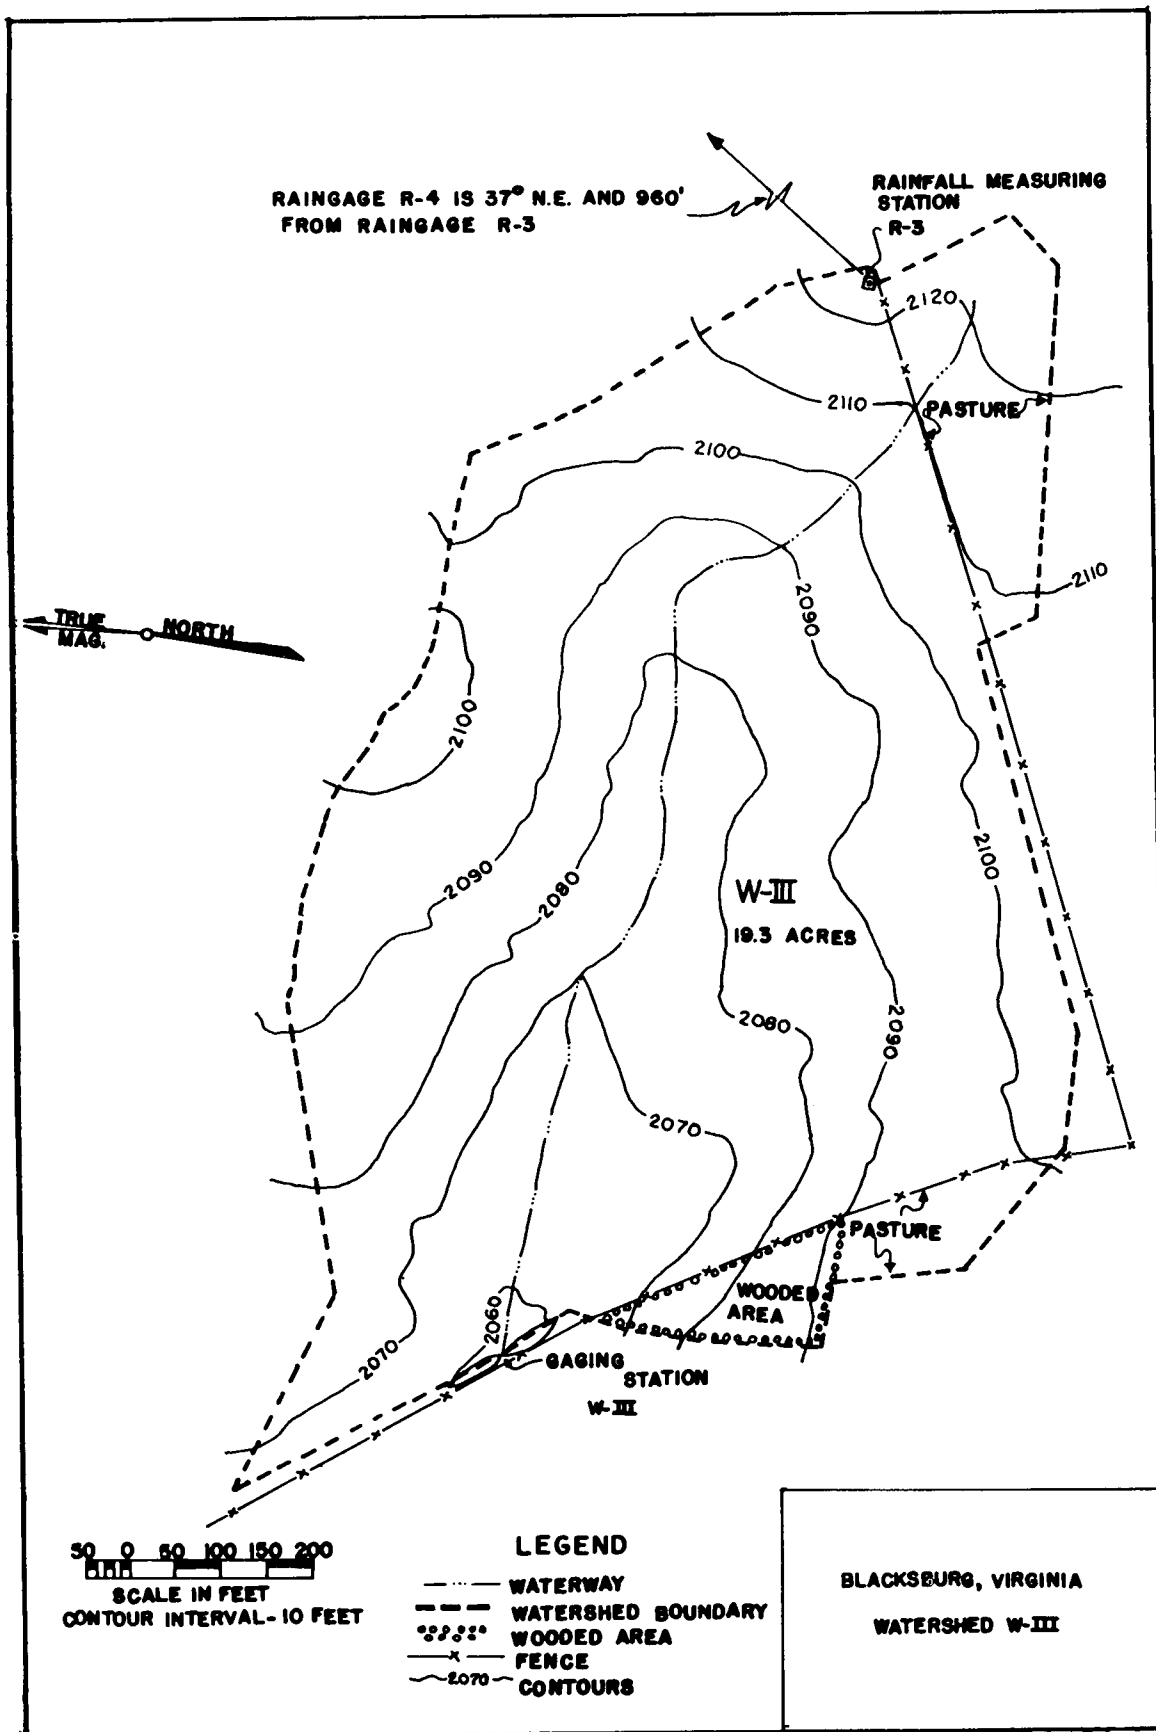 RAINGAGE R-4 IS 37° N.E. AND 960'
FROM RAINGAGE R-3
RAINFALL MEASURING
STATION
R-3
2120
2110
PASTURE
2100
2110
2090
TRUE
MAG.
NORTH
2100
2100
2090
2080
W-III
19.3 ACRES
2080
2090
2070
PASTURE
WOODED
AREA
2060
2070
GAGING
STATION
W-III
50 0 50 100 150 200
SCALE IN FEET
CONTOUR INTERVAL-10 FEET
LEGEND
WATERWAY
WATERSHED BOUNDARY
WOODED AREA
FENCE
2070
CONTOURS
BLACKSBURG, VIRGINIA
WATERSHED W-III